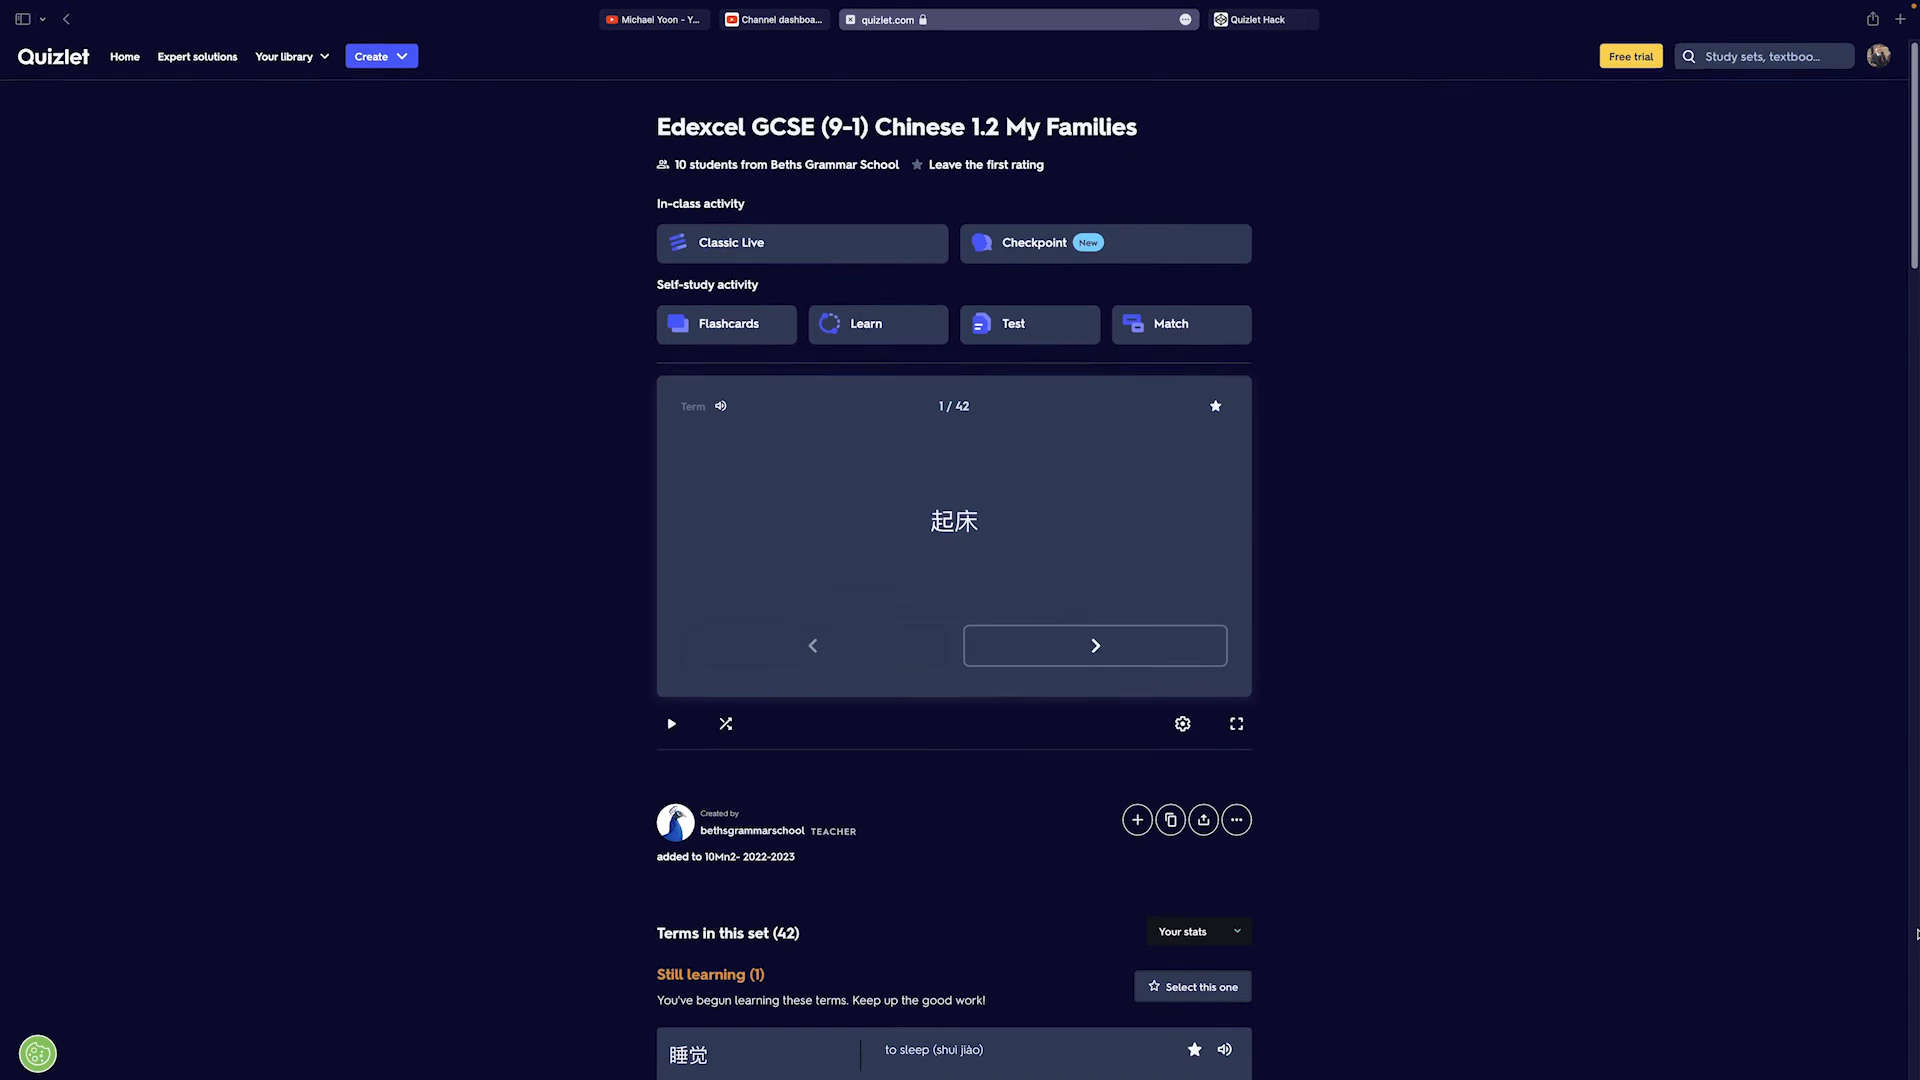 Michael Yoon - Y...
Channel dashboa...
quizlet.com
Quizlet Hack
Quizlet
Home
Expert solutions
Your library
Create
Free trial
Study sets, textboo...
Edexcel GCSE (9-1) Chinese 1.2 My Families
10 students from Beths Grammar School
Leave the first rating
In-class activity
Classic Live
Checkpoint
New
Self-study activity
Flashcards
Learn
Test
Match
Term
1 / 42
起床
Created by
bethsgrammarschool TEACHER
added to 10Mn2- 2022-2023
Terms in this set (42)
Your stats
Still learning (1)
You've begun learning these terms. Keep up the good work!
Select this one
睡觉
to sleep (shuì jiào)